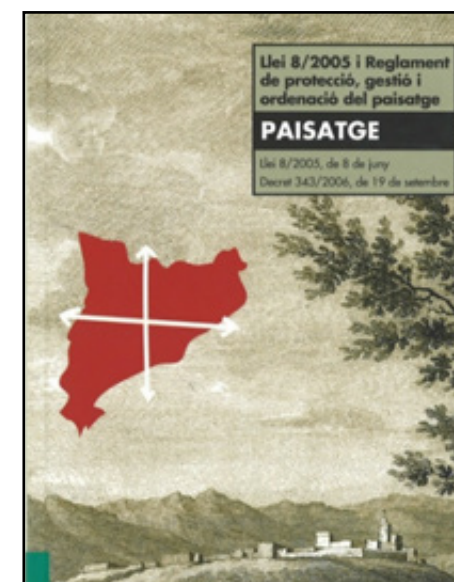 Llei 8/2005 i Reglament
de protecció, gestió i
ordenació del paisatge
PAISATGE
Llei 8/2005, de 8 de juny
Decret 343/2006, de 19 de setembre